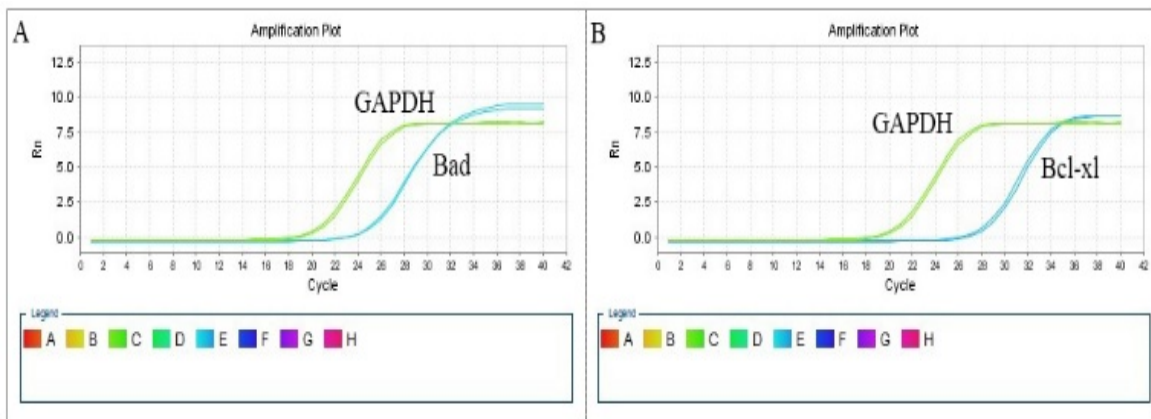 A
Amplification Plot
12.5
10.0
7.5
5.0
2.5
0.0
Rn
GAPDH
Bad
0 2 4 6 8 10 12 14 16 18 20 22 24 26 28 30 32 34 36 38 40 42
Cycle
Legend
A B C D E F G H
B
Amplification Plot
12.5
10.0
7.5
5.0
2.5
0.0
Rn
GAPDH
Bcl-xl
0 2 4 6 8 10 12 14 16 18 20 22 24 26 28 30 32 34 36 38 40 42
Cycle
Legend
A B C D E F G H